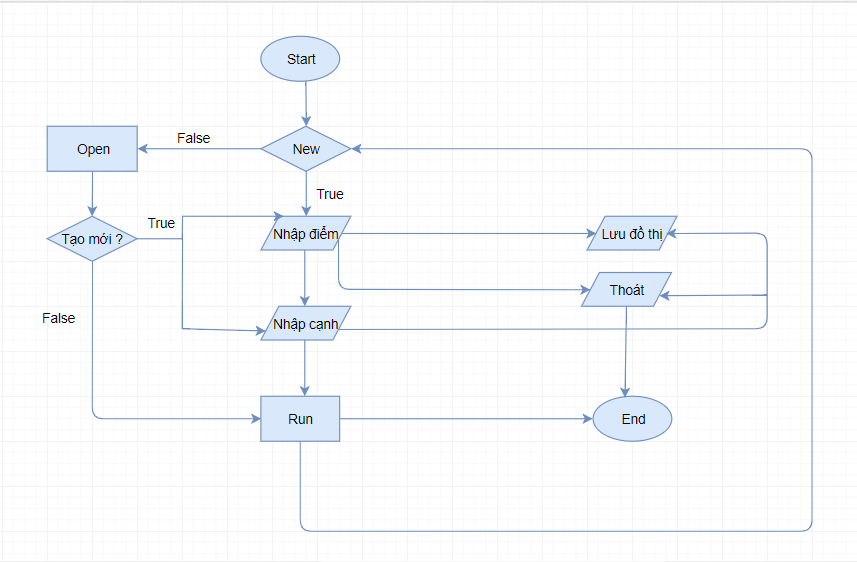 Start
False
Open
New
True
True
Tạo mới ?
Nhập điểm
Lưu đồ thị
Thoát
False
Nhập cạnh
Run
End